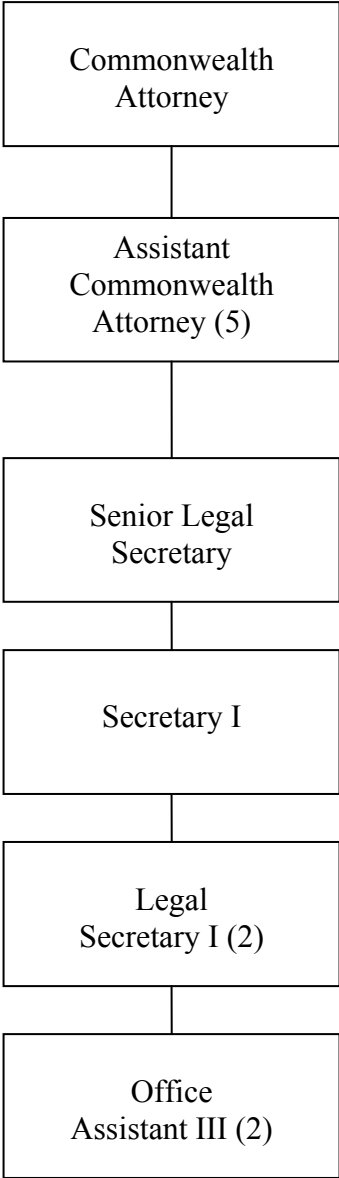 Commonwealth
Attorney
Assistant
Commonwealth
Attorney (5)
Senior Legal
Secretary
Secretary I
Legal
Secretary I (2)
Office
Assistant III (2)